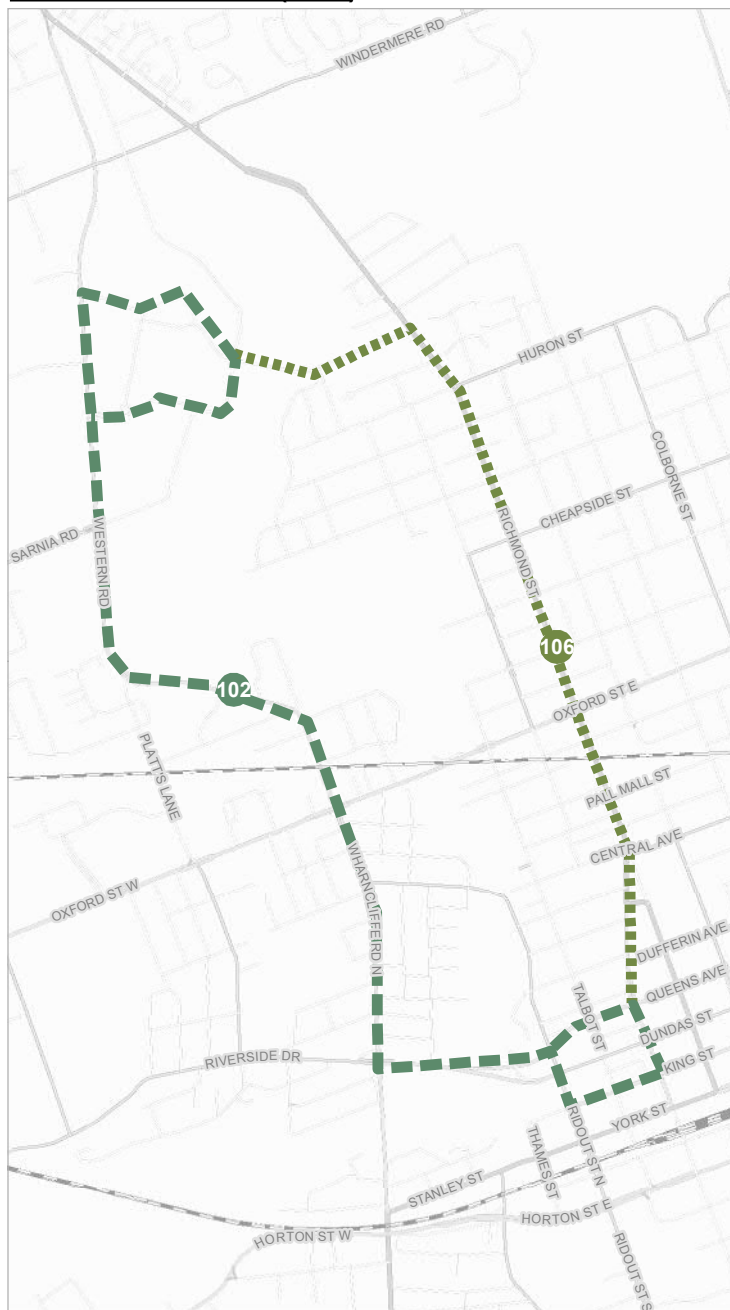 WINDERMERE RD
HURON ST
COLBORNE ST
CHEAPSIDE ST
RICHMOND ST
SARNIA RD
WESTERN RD
106
102
OXFORD ST E
PLATT'S LANE
PALL MALL ST
CENTRAL AVE
WHARNCLIFFE RD N
OXFORD ST W
DUFFERIN AVE
QUEENS AVE
TALBOT ST
DUNDAS ST
RIVERSIDE DR
KING ST
YORK ST
RIDOUT ST N
THAMES ST
STANLEY ST
HORTON ST E
HORTON ST W
RIDOUT ST S